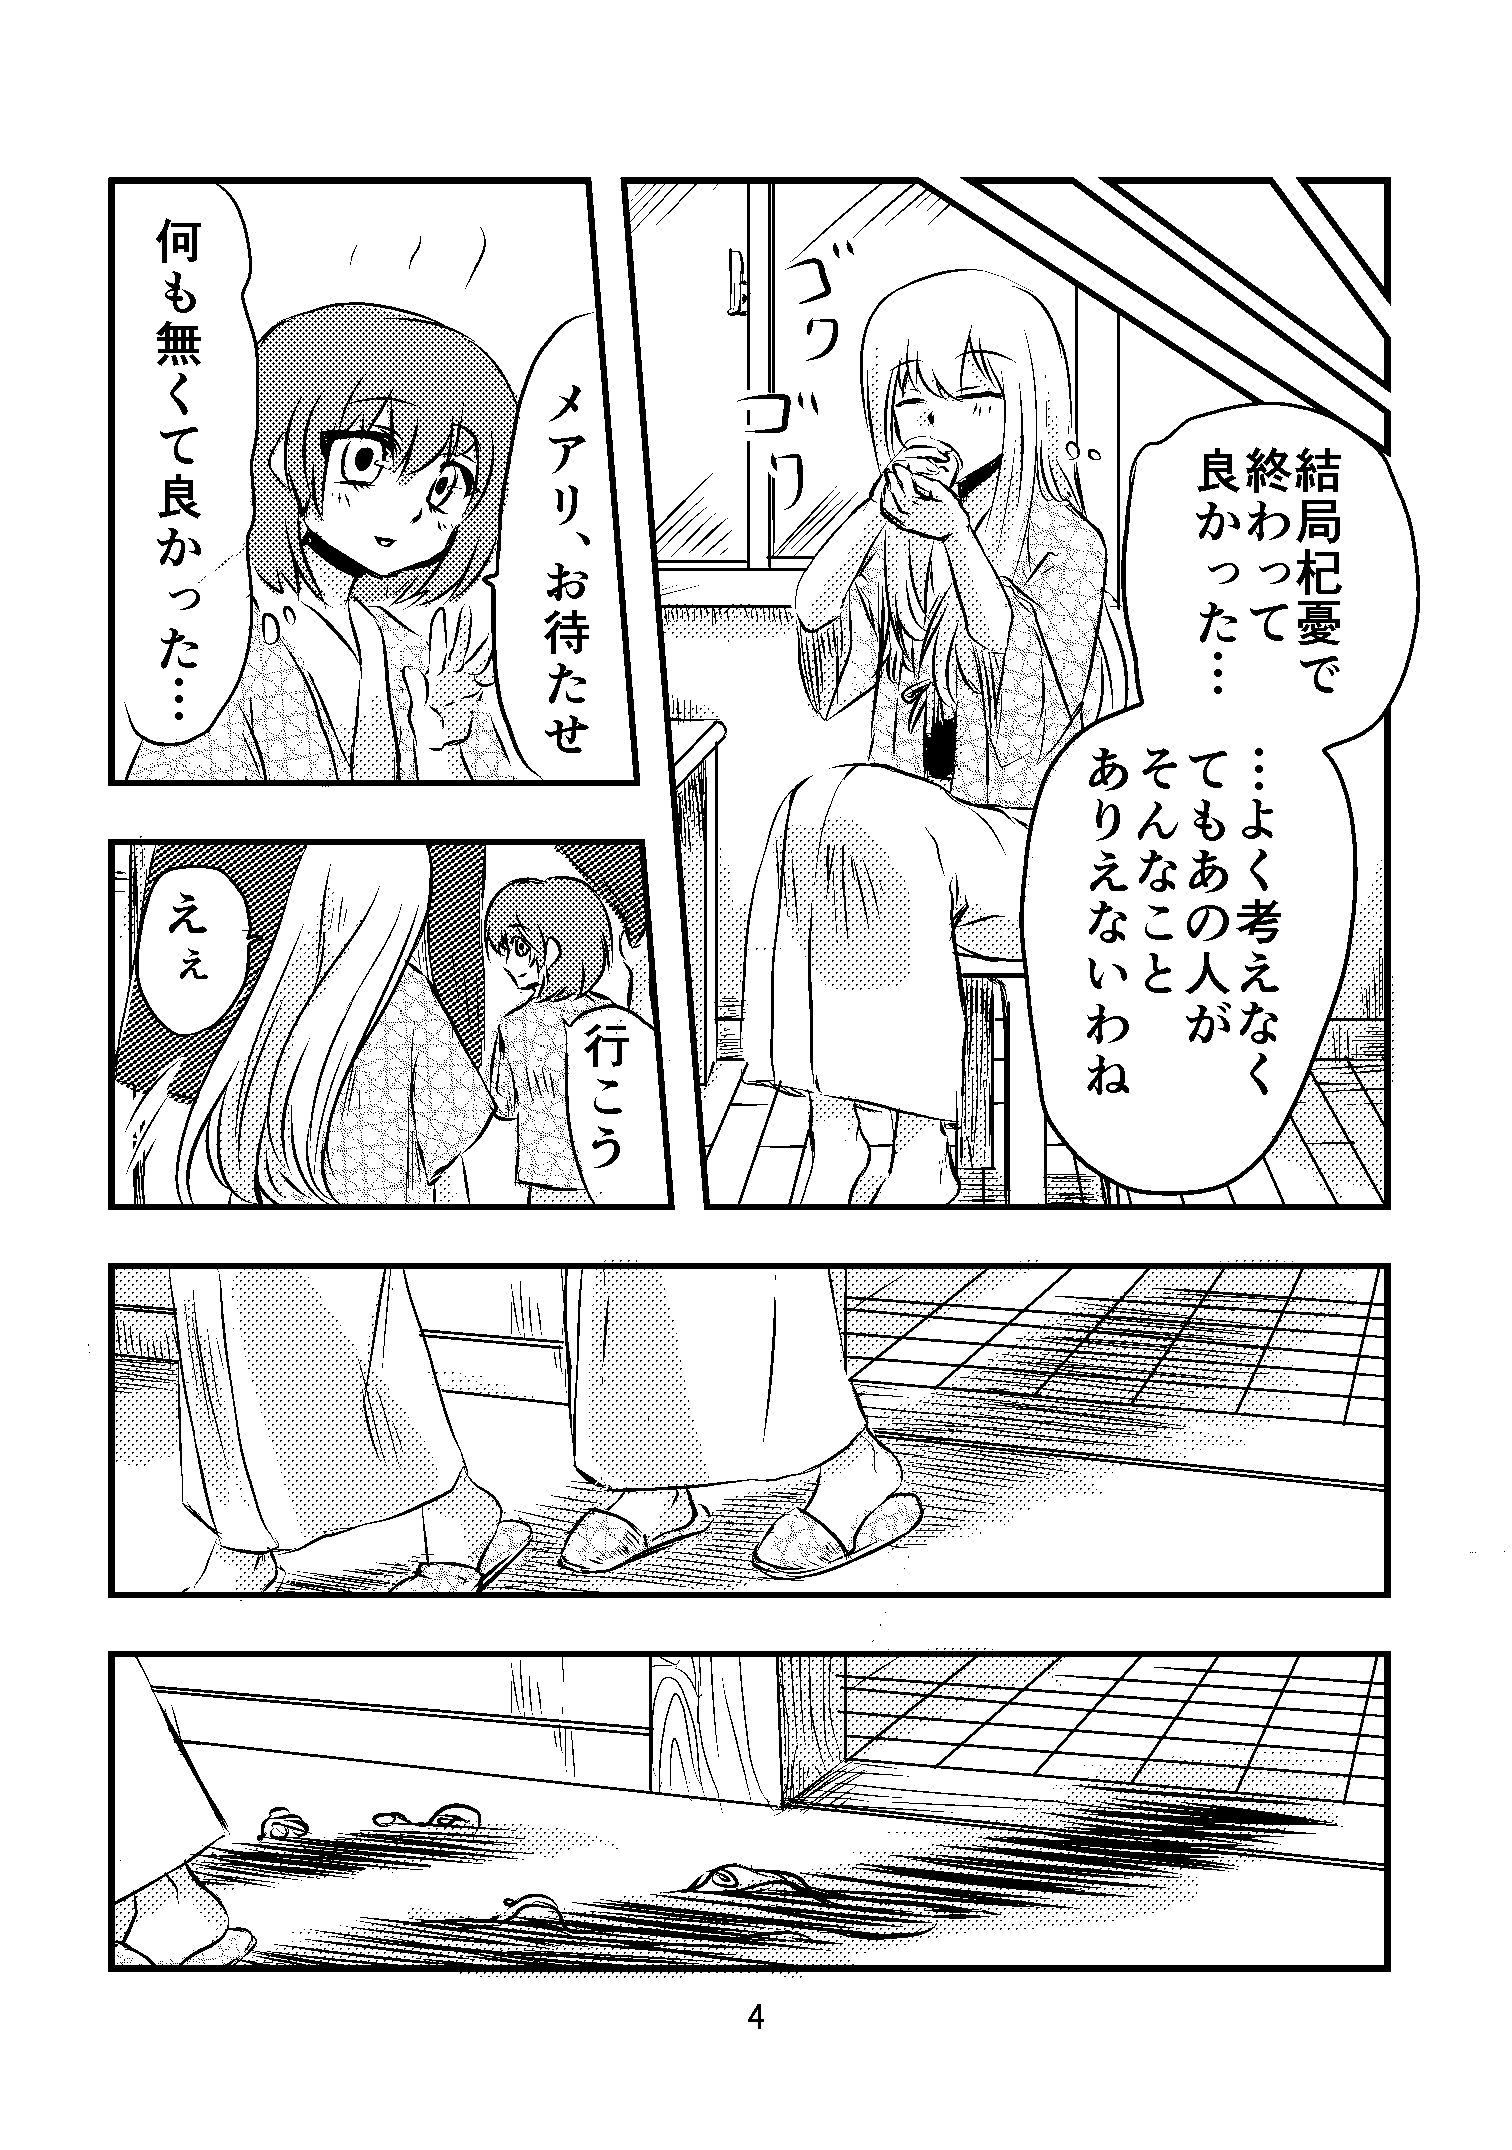 結局杞憂で
終わって
良かった…
…よく考えなく
てもあの人が
そんなこと
ありえないわね
ゴク
ゴク
メアリ、お待たせ
何も無くて良かった…
行こう
えぇ
4